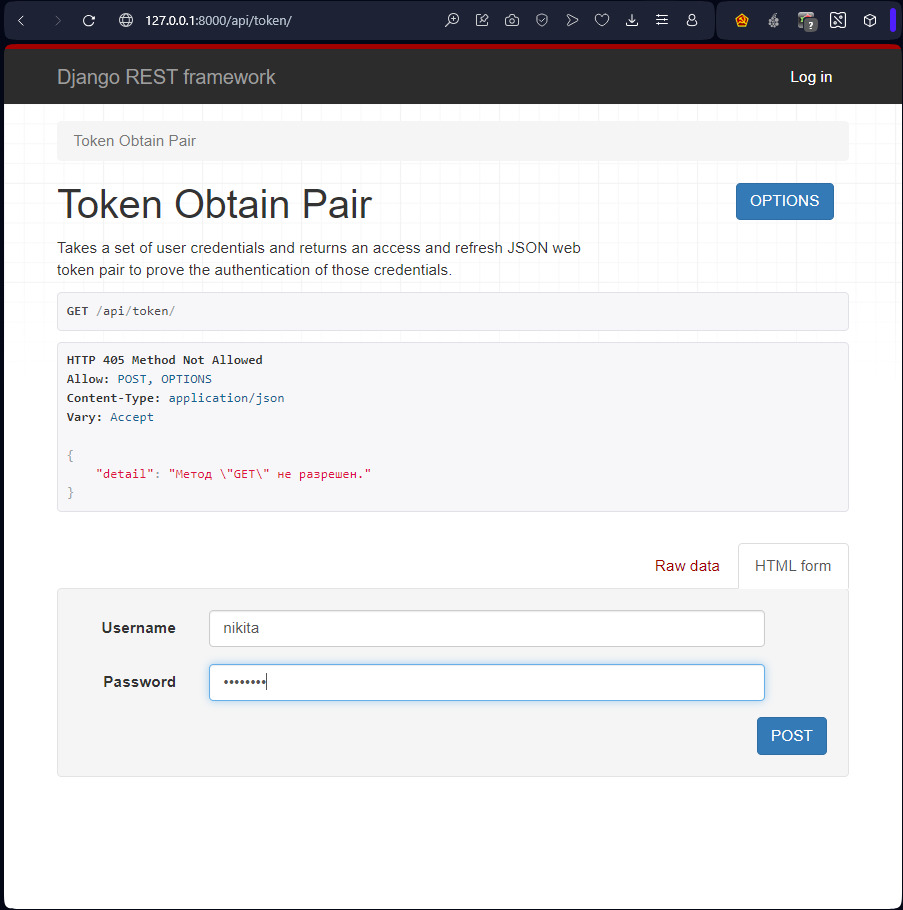 127.0.0.1:8000/api/token/
Django REST framework
Log in
Token Obtain Pair
Token Obtain Pair
OPTIONS
Takes a set of user credentials and returns an access and refresh JSON web
token pair to prove the authentication of those credentials.
GET /api/token/
HTTP 405 Method Not Allowed
Allow: POST, OPTIONS
Content-Type: application/json
Vary: Accept
{
"detail": "Метод \"GET\" не разрешен."
}
Raw data
HTML form
Username
nikita
Password
••••••••
POST